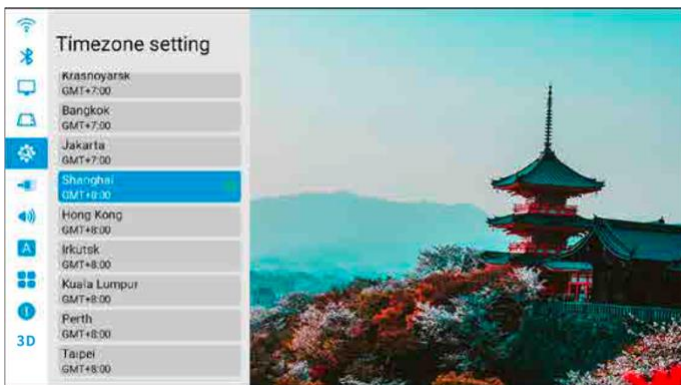 Timezone setting
Krasnoyarsk
GMT+7:00
Bangkok
GMT+7:00
Jakarta
GMT+7:00
Shanghai
GMT+8:00
Hong Kong
GMT+8:00
Irkutsk
GMT+8:00
Kuala Lumpur
GMT+8:00
Perth
GMT+8:00
A
Taipei
GMT+8:00
3D